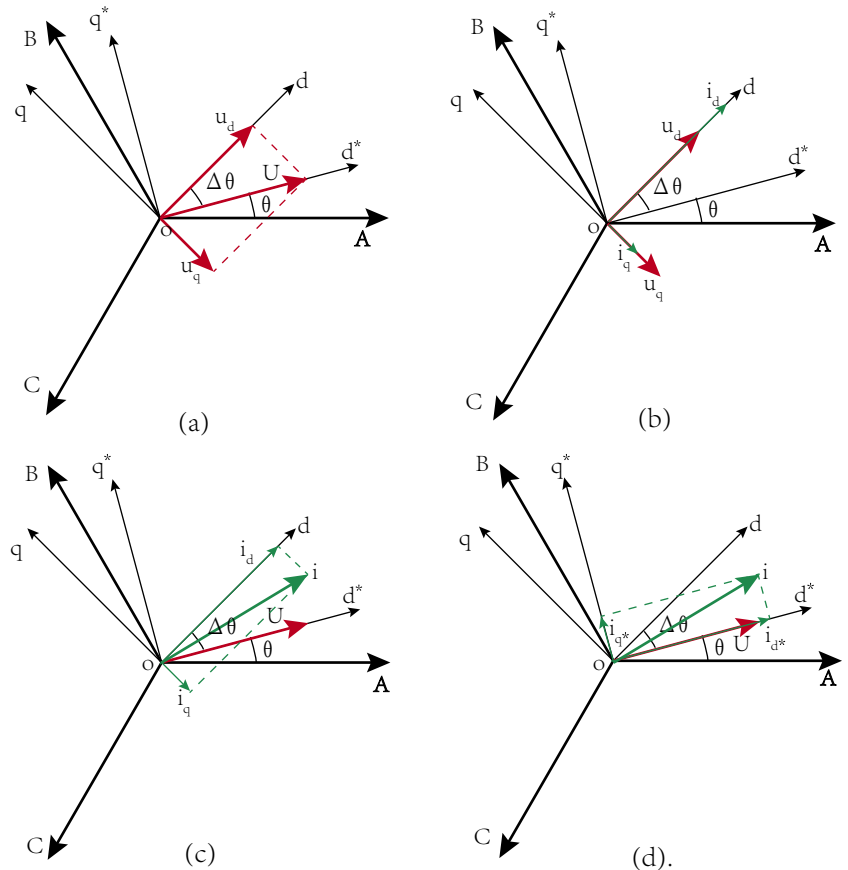 q*
B
d
q
u_d
d*
U
Δθ
θ
o
A
u_q
C
(a)
q*
B
i_d
d
q
u_d
d*
Δθ
θ
o
A
i_q
u_q
C
(b)
q*
B
d
q
i_d
i
d*
Δθ
U
θ
o
A
i_q
C
(c)
q*
B
d
q
i
d*
i_q*
Δθ
i_d*
θ
U
o
A
C
(d).